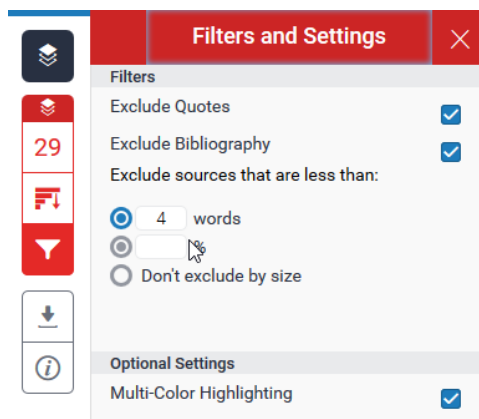 Filters and Settings
Filters
Exclude Quotes
29
Exclude Bibliography
Exclude sources that are less than:
4 words
%
Don't exclude by size
Optional Settings
Multi-Color Highlighting